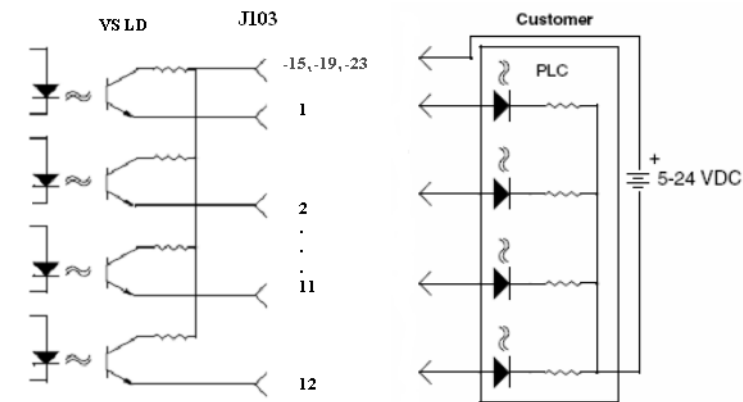 VS LD
J103
Customer
-15,-19,-23
PLC
1
+
5-24 VDC
2
.
.
.
11
12